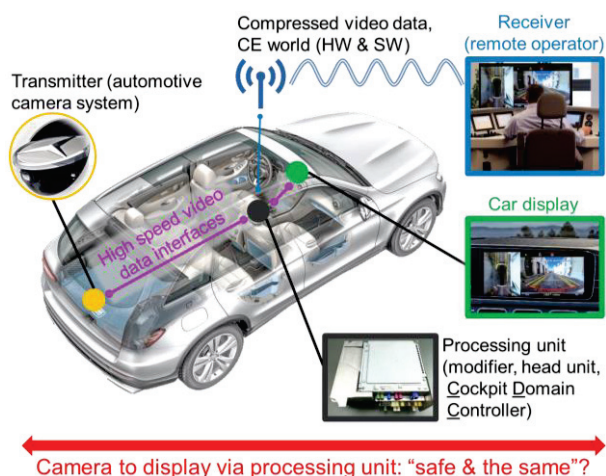 Compressed video data,
CE world (HW & SW)
Receiver
(remote operator)
Transmitter (automotive
camera system)
High speed video
data interfaces
Car display
Processing unit
(modifier, head unit,
Cockpit Domain
Controller)
Camera to display via processing unit: “safe & the same”?